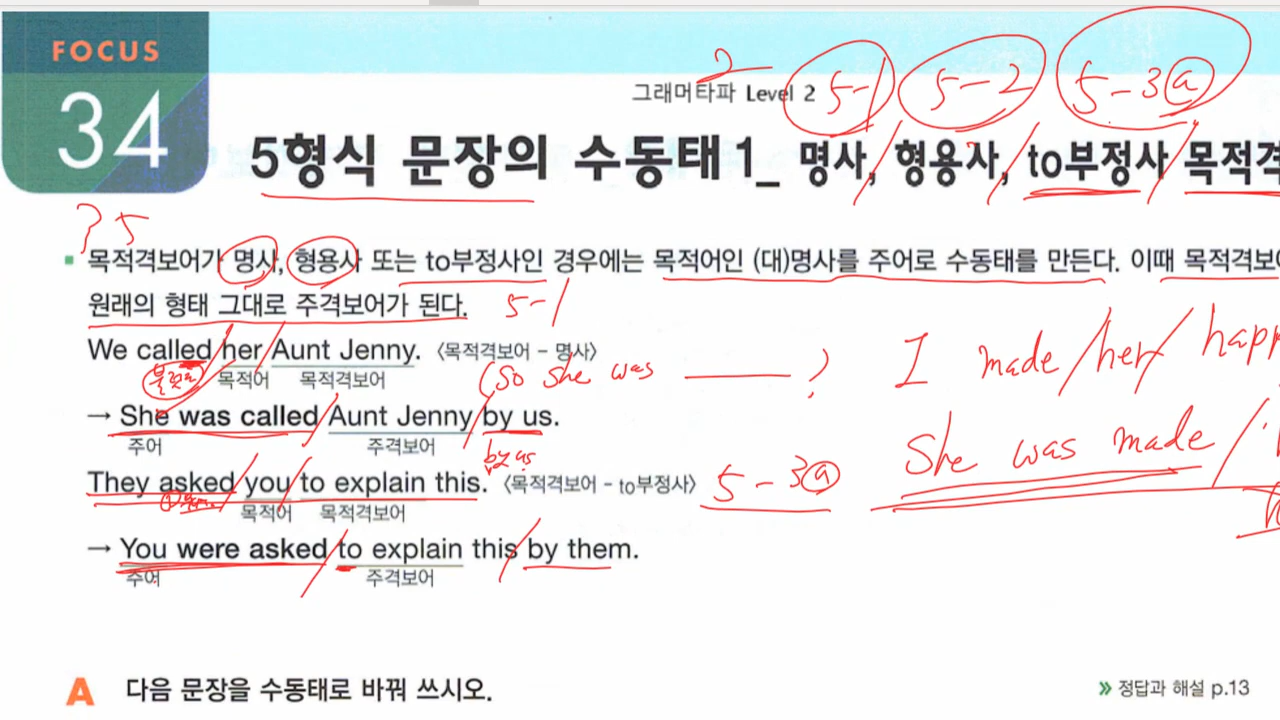 FOCUS
34
그래머타파 Level 2
5-1 5-2 5-3ⓐ
5형식 문장의 수동태1_ 명사, 형용사, to부정사 목적격
목적격보어가 명사, 형용사 또는 to부정사인 경우에는 목적어인 (대)명사를 주어로 수동태를 만든다. 이때 목적격보어
원래의 형태 그대로 주격보어가 된다. 5-1
We called her Aunt Jenny. 〈목적격보어 - 명사〉
목적어 목적격보어
(So she was ?
I made her happ
→ She was called Aunt Jenny by us.
주어 주격보어
by us
She was made
They asked you to explain this. 〈목적격보어 - to부정사〉 5-3ⓐ
목적어 목적격보어
→ You were asked to explain this by them.
주어 주격보어
A 다음 문장을 수동태로 바꿔 쓰시오.
» 정답과 해설 p.13